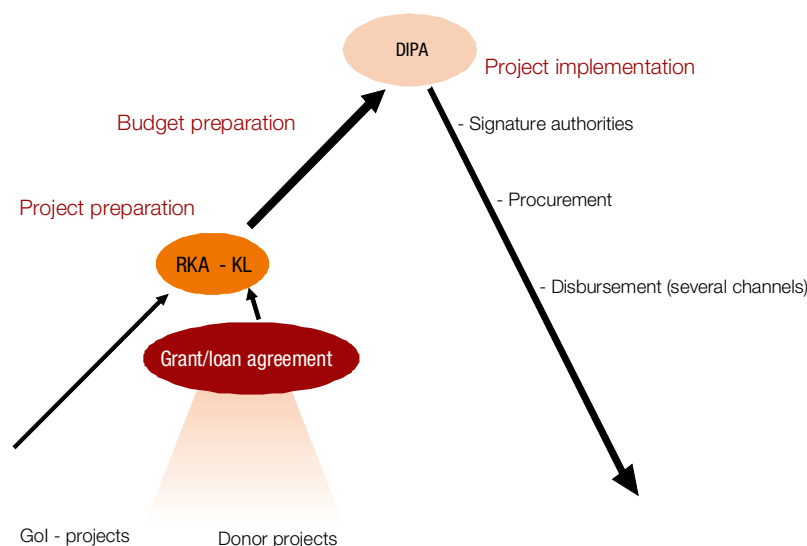 DIPA
Project implementation
Budget preparation
- Signature authorities
Project preparation
- Procurement
RKA - KL
- Disbursement (several channels)
Grant/loan agreement
GoI - projects
Donor projects